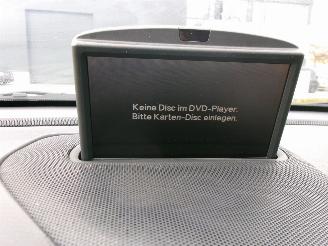 Keine Disc im DVD-Player.
Bitte Karten-Disc einlegen.